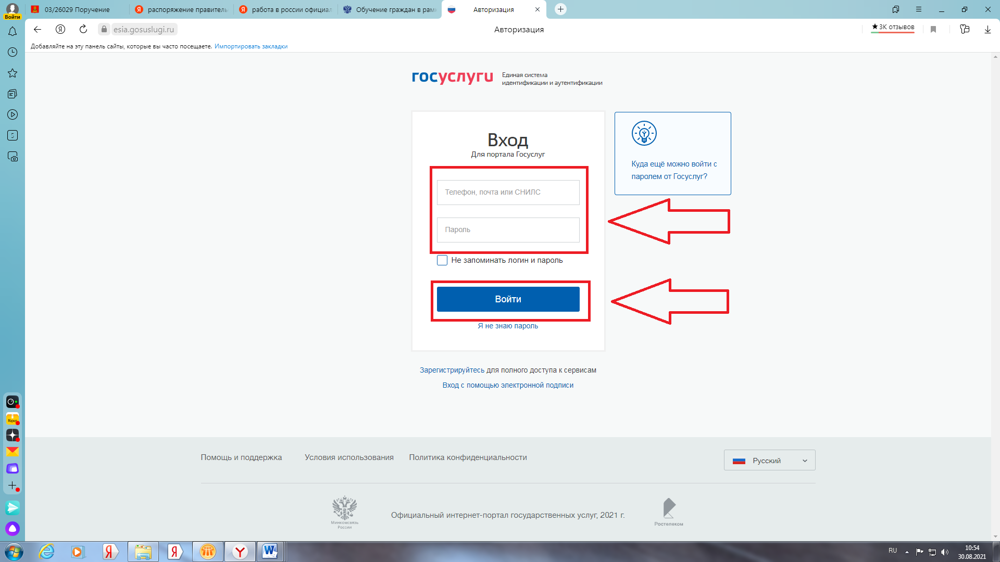 Войти
03/26029 Поручение
распоряжение правитель
работа в россии официал
Обучение граждан в рам
Авторизация
esia.gosuslugi.ru
Авторизация
★3К отзывов
Добавляйте на эту панель сайты, которые вы часто посещаете. Импортировать закладки
5
госуслуги
Единая система
идентификации и аутентификации
Вход
Для портала Госуслуг
Телефон, почта или СНИЛС
Пароль
Не запоминать логин и пароль
Войти
Я не знаю пароль
Куда ещё можно войти с
паролем от Госуслуг?
Зарегистрируйтесь для полного доступа к сервисам
Вход с помощью электронной подписи
Маркет
Помощь и поддержка
Условия использования
Политика конфиденциальности
Русский
Минкомсвязь
России
Официальный интернет-портал государственных услуг, 2021 г.
Ростелеком
RU
10:54
30.08.2021